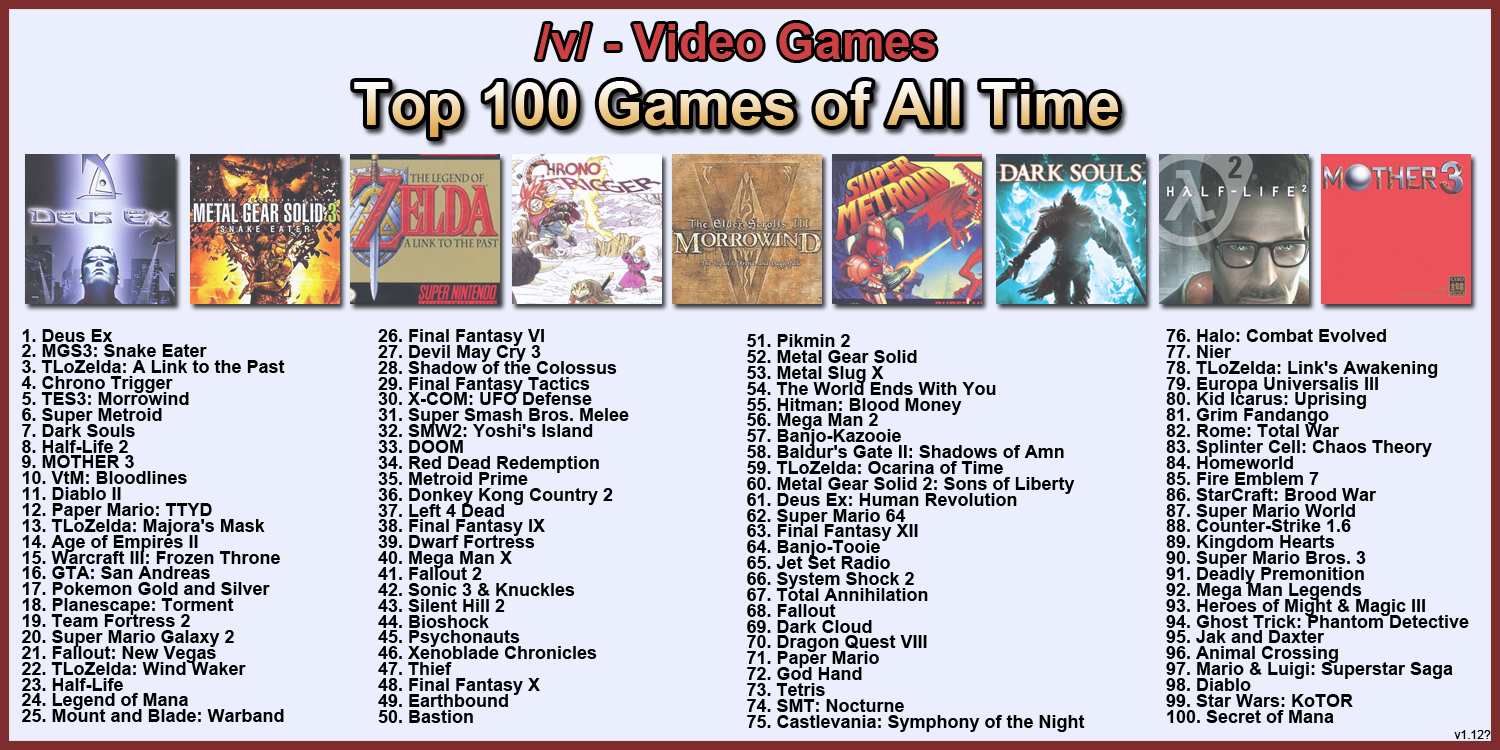 /v/ - Video Games
Top 100 Games of All Time
DEUS EX
METAL GEAR SOLID 3
SNAKE EATER
THE LEGEND OF
ZELDA
A LINK TO THE PAST
SUPER NINTENDO
CHRONO
TRIGGER
The Elder Scrolls III
MORROWIND
The Sequel to Arena and Daggerfall
SUPER
METROID
DARK SOULS
2
HλLF-LIFE²
MOTHER 3
1. Deus Ex
2. MGS3: Snake Eater
3. TLoZelda: A Link to the Past
4. Chrono Trigger
5. TES3: Morrowind
6. Super Metroid
7. Dark Souls
8. Half-Life 2
9. MOTHER 3
10. VtM: Bloodlines
11. Diablo II
12. Paper Mario: TTYD
13. TLoZelda: Majora's Mask
14. Age of Empires II
15. Warcraft III: Frozen Throne
16. GTA: San Andreas
17. Pokemon Gold and Silver
18. Planescape: Torment
19. Team Fortress 2
20. Super Mario Galaxy 2
21. Fallout: New Vegas
22. TLoZelda: Wind Waker
23. Half-Life
24. Legend of Mana
25. Mount and Blade: Warband
26. Final Fantasy VI
27. Devil May Cry 3
28. Shadow of the Colossus
29. Final Fantasy Tactics
30. X-COM: UFO Defense
31. Super Smash Bros. Melee
32. SMW2: Yoshi's Island
33. DOOM
34. Red Dead Redemption
35. Metroid Prime
36. Donkey Kong Country 2
37. Left 4 Dead
38. Final Fantasy IX
39. Dwarf Fortress
40. Mega Man X
41. Fallout 2
42. Sonic 3 & Knuckles
43. Silent Hill 2
44. Bioshock
45. Psychonauts
46. Xenoblade Chronicles
47. Thief
48. Final Fantasy X
49. Earthbound
50. Bastion
51. Pikmin 2
52. Metal Gear Solid
53. Metal Slug X
54. The World Ends With You
55. Hitman: Blood Money
56. Mega Man 2
57. Banjo-Kazooie
58. Baldur's Gate II: Shadows of Amn
59. TLoZelda: Ocarina of Time
60. Metal Gear Solid 2: Sons of Liberty
61. Deus Ex: Human Revolution
62. Super Mario 64
63. Final Fantasy XII
64. Banjo-Tooie
65. Jet Set Radio
66. System Shock 2
67. Total Annihilation
68. Fallout
69. Dark Cloud
70. Dragon Quest VIII
71. Paper Mario
72. God Hand
73. Tetris
74. SMT: Nocturne
75. Castlevania: Symphony of the Night
76. Halo: Combat Evolved
77. Nier
78. TLoZelda: Link's Awakening
79. Europa Universalis III
80. Kid Icarus: Uprising
81. Grim Fandango
82. Rome: Total War
83. Splinter Cell: Chaos Theory
84. Homeworld
85. Fire Emblem 7
86. StarCraft: Brood War
87. Super Mario World
88. Counter-Strike 1.6
89. Kingdom Hearts
90. Super Mario Bros. 3
91. Deadly Premonition
92. Mega Man Legends
93. Heroes of Might & Magic III
94. Ghost Trick: Phantom Detective
95. Jak and Daxter
96. Animal Crossing
97. Mario & Luigi: Superstar Saga
98. Diablo
99. Star Wars: KoTOR
100. Secret of Mana
v1.12?